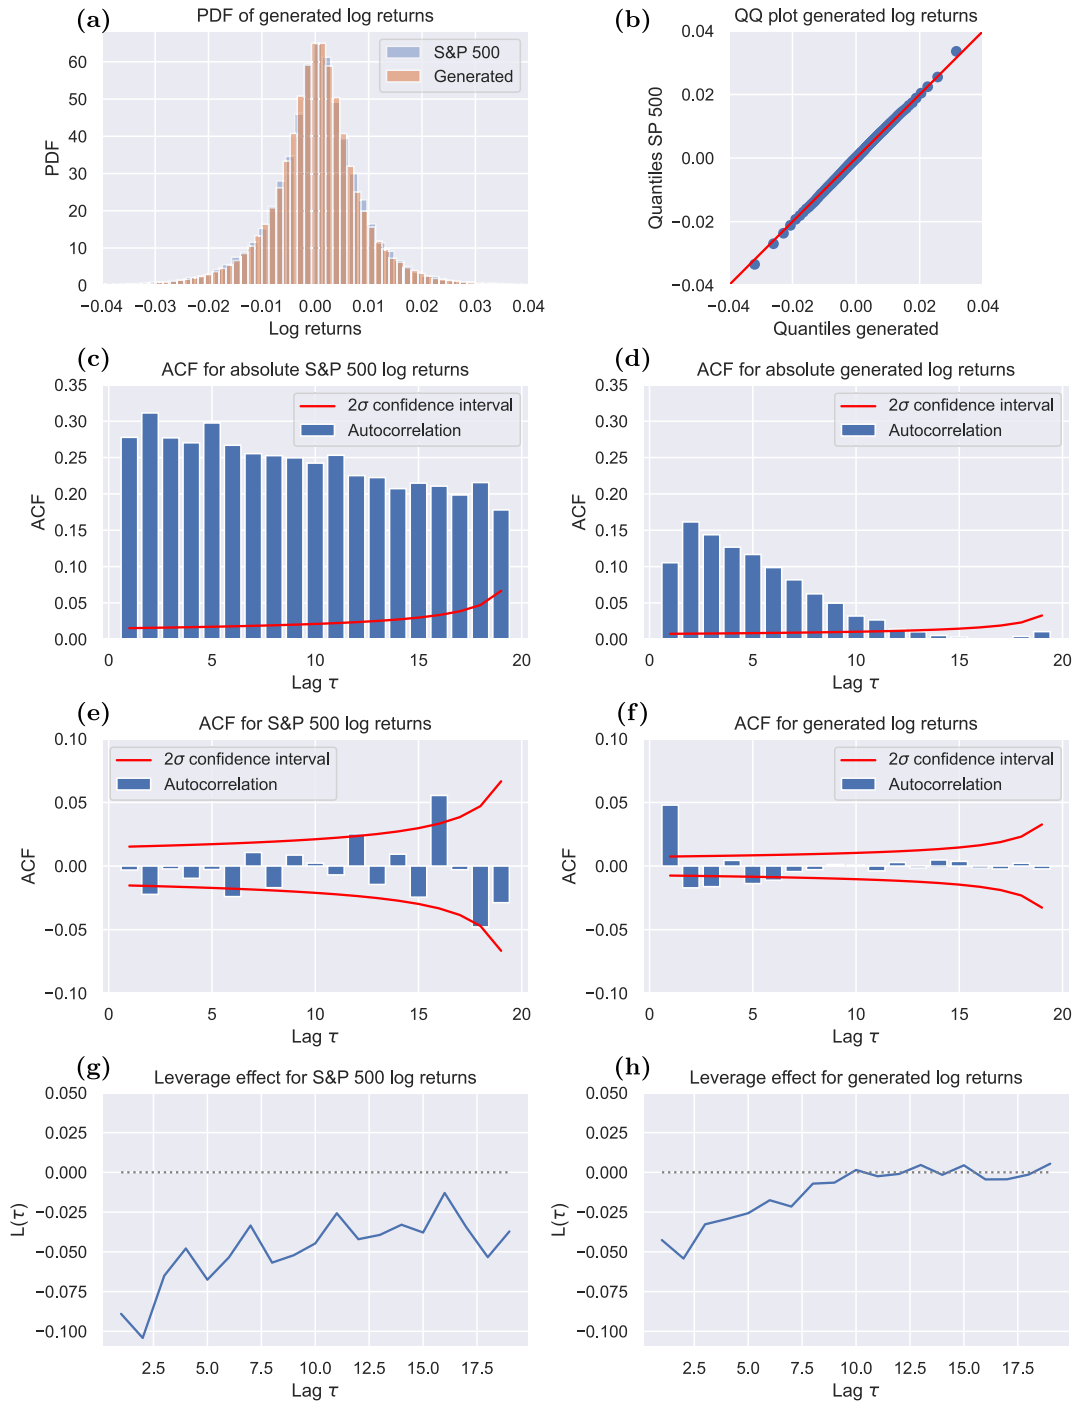 (a) PDF of generated log returns
S&P 500
Generated
60
50
40
30
20
10
0
PDF
−0.04 −0.03 −0.02 −0.01 0.00 0.01 0.02 0.03 0.04
Log returns
(b) QQ plot generated log returns
0.04
0.02
0.00
−0.02
−0.04
Quantiles SP 500
−0.04 −0.02 0.00 0.02 0.04
Quantiles generated
(c) ACF for absolute S&P 500 log returns
2σ confidence interval
Autocorrelation
0.35
0.30
0.25
0.20
0.15
0.10
0.05
0.00
ACF
0 5 10 15 20
Lag τ
(d) ACF for absolute generated log returns
2σ confidence interval
Autocorrelation
0.35
0.30
0.25
0.20
0.15
0.10
0.05
0.00
ACF
0 5 10 15 20
Lag τ
(e) ACF for S&P 500 log returns
2σ confidence interval
Autocorrelation
0.10
0.05
0.00
−0.05
−0.10
ACF
0 5 10 15 20
Lag τ
(f) ACF for generated log returns
2σ confidence interval
Autocorrelation
0.10
0.05
0.00
−0.05
−0.10
ACF
0 5 10 15 20
Lag τ
(g) Leverage effect for S&P 500 log returns
0.050
0.025
0.000
−0.025
−0.050
−0.075
−0.100
L(τ)
2.5 5.0 7.5 10.0 12.5 15.0 17.5
Lag τ
(h) Leverage effect for generated log returns
0.050
0.025
0.000
−0.025
−0.050
−0.075
−0.100
L(τ)
2.5 5.0 7.5 10.0 12.5 15.0 17.5
Lag τ